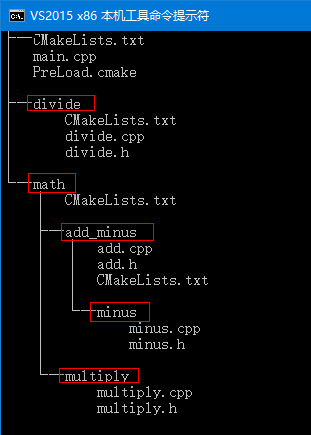 VS2015 x86 本机工具命令提示符
CMakeLists.txt
main.cpp
PreLoad.cmake
divide
CMakeLists.txt
divide.cpp
divide.h
math
CMakeLists.txt
add_minus
add.cpp
add.h
CMakeLists.txt
minus
minus.cpp
minus.h
multiply
multiply.cpp
multiply.h